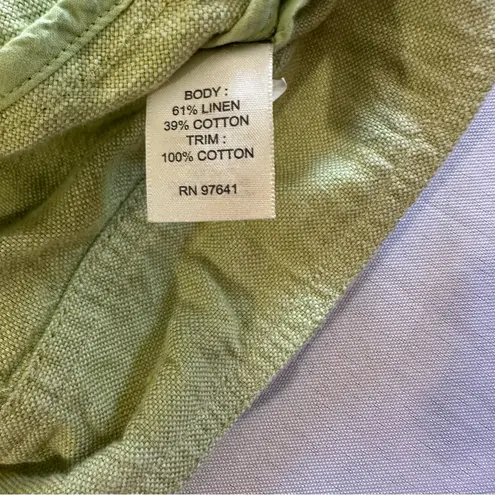 BODY :
61% LINEN
39% COTTON
TRIM :
100% COTTON
RN 97641